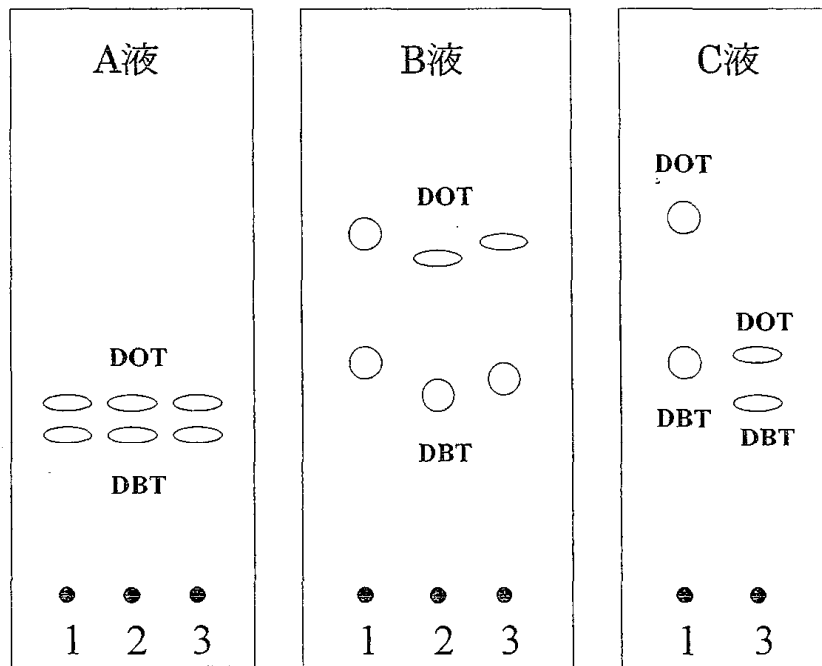 A液
DOT
DBT
1 2 3
B液
DOT
DBT
1 2 3
C液
DOT
DOT
DBT
DBT
1 3